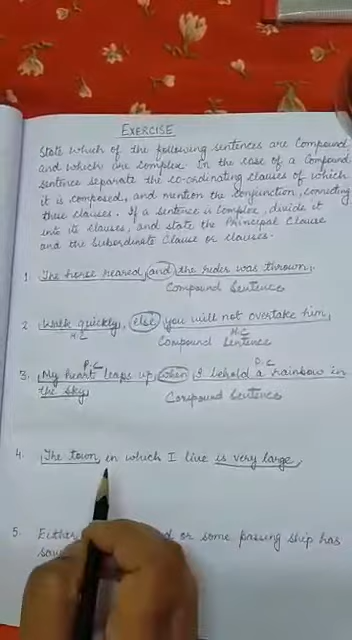 EXERCISE
State which of the following sentences are Compound
and which are complex. In the case of a Compound
sentence separate the co-ordinating clauses of which
it is composed, and mention the conjunction, connecting
these clauses. If a sentence is complex, divide it
into its clauses, and state the Principal Clause
and the Subordinate Clause or clauses.
1 The horse reared and the rider was thrown.
Compound Sentence
2 Walk quickly, else you will not overtake him,
M.C M.C
Compound Sentence
P.C D.C
3. My heart leaps up when I behold a rainbow in
the sky
Compound Sentence
4. The town in which I live is very large,
5. Either or some passing ship has